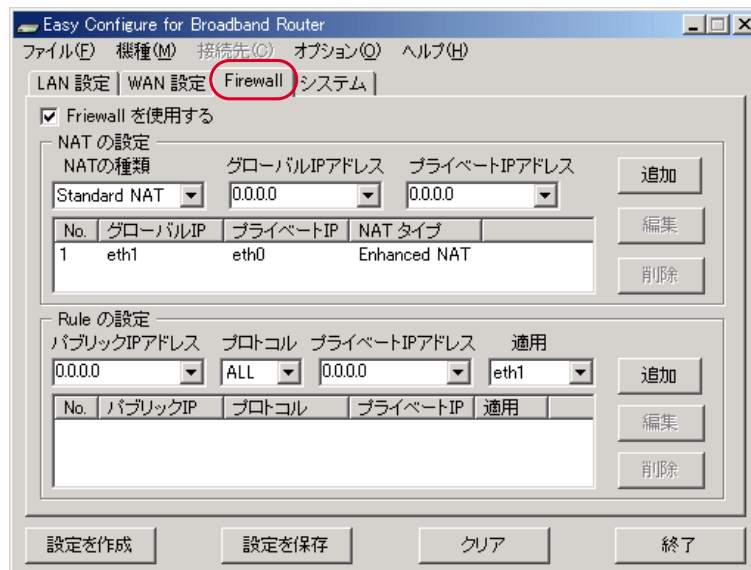 Easy Configure for Broadband Router
ファイル(F) 機種(M) 接続先(C) オプション(O) ヘルプ(H)
LAN 設定 WAN 設定 Firewall システム
Friewall を使用する
NAT の設定
NATの種類 グローバルIPアドレス プライベートIPアドレス
Standard NAT 0.0.0.0 0.0.0.0 追加
No. グローバルIP プライベートIP NAT タイプ 編集
1 eth1 eth0 Enhanced NAT
削除
Rule の設定
パブリックIPアドレス プロトコル プライベートIPアドレス 適用
0.0.0.0 ALL 0.0.0.0 eth1 追加
No. パブリックIP プロトコル プライベートIP 適用
編集
削除
設定を作成 設定を保存 クリア 終了